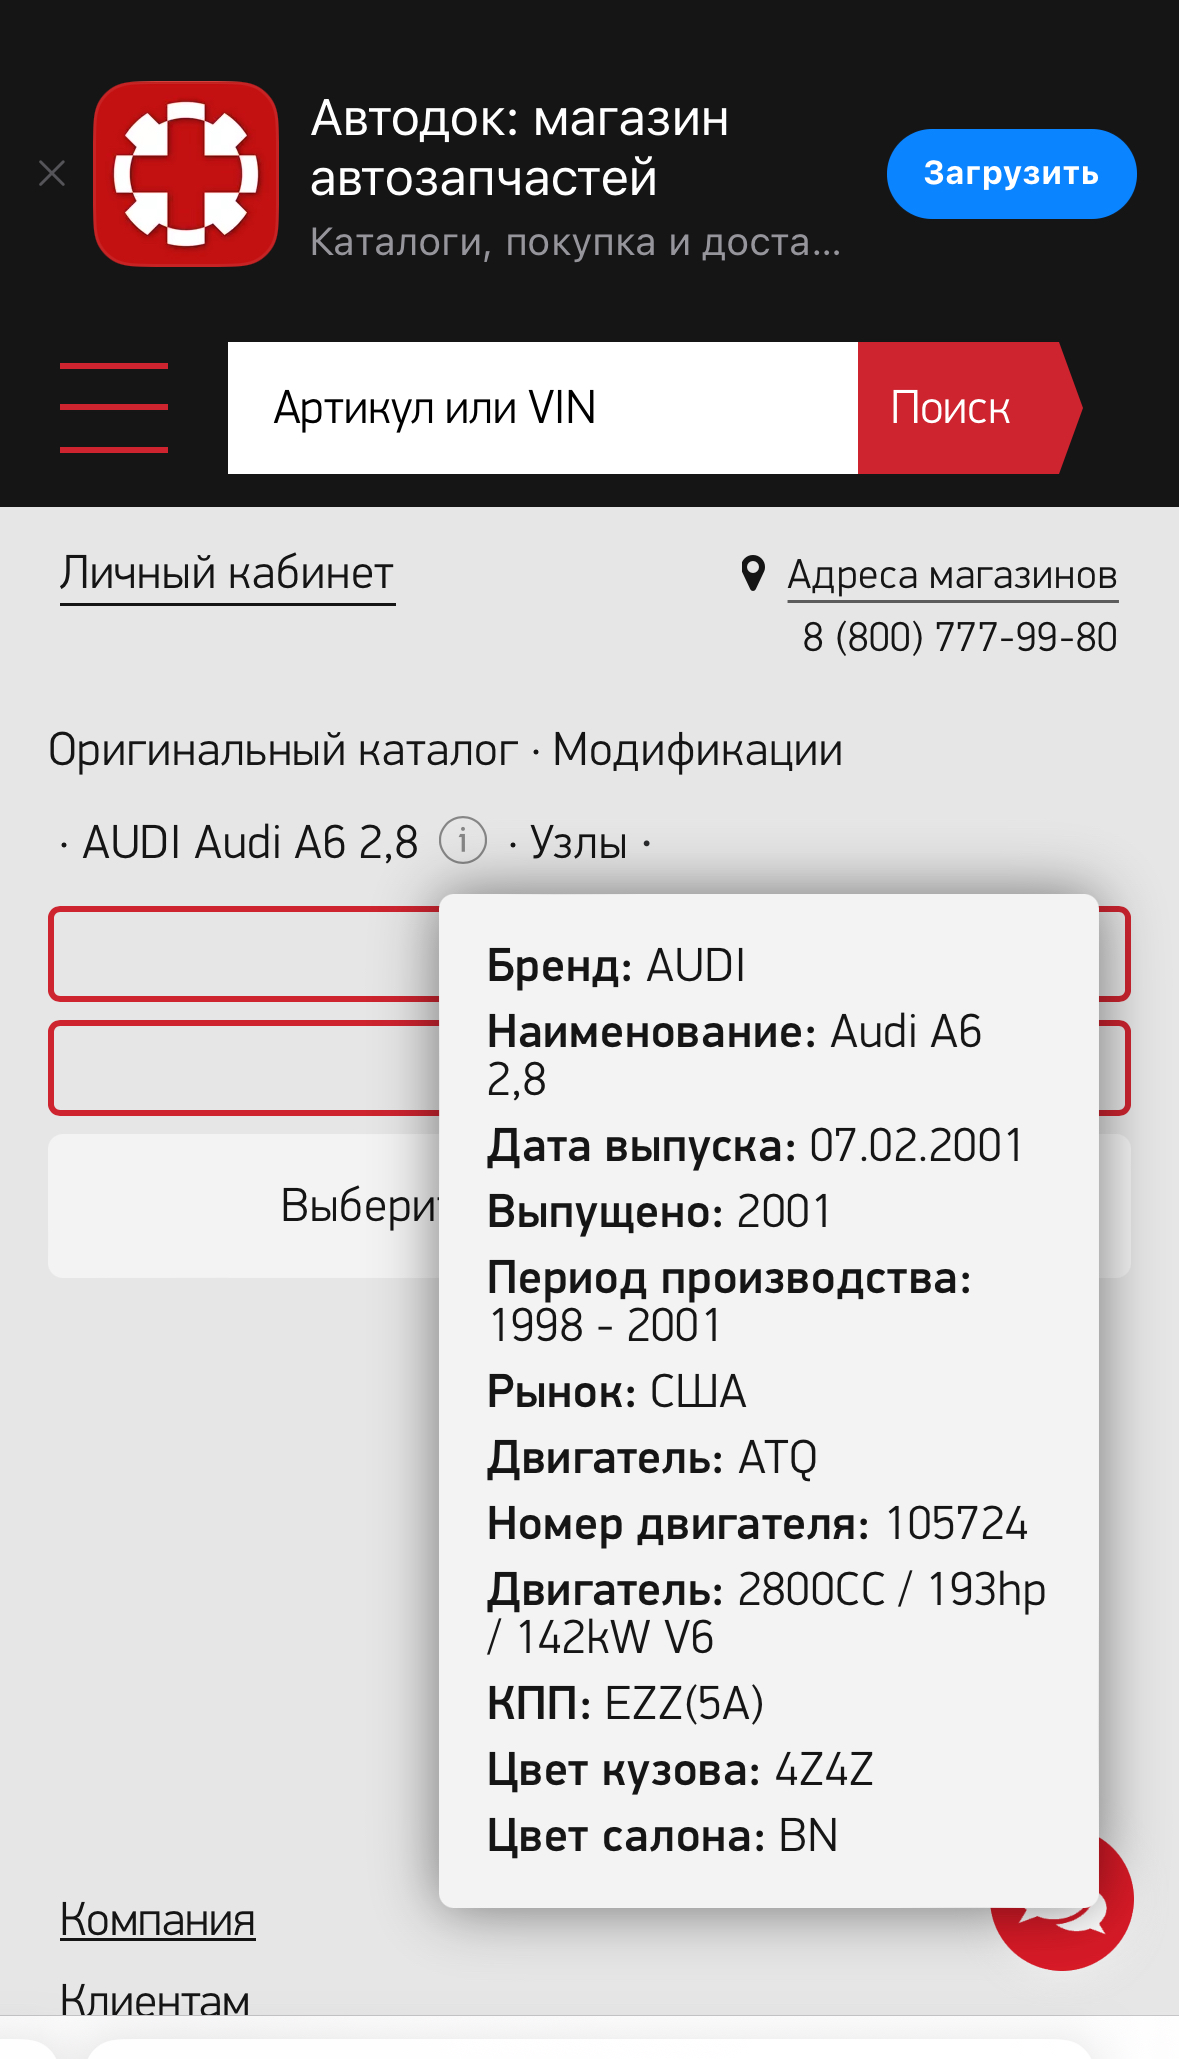 Автодок: магазин
автозапчастей
Загрузить
Каталоги, покупка и доста...
Артикул или VIN
Поиск
Личный кабинет
Адреса магазинов
8 (800) 777-99-80
Оригинальный каталог · Модификации
· AUDI Audi A6 2,8 i · Узлы ·
Бренд: AUDI
Наименование: Audi A6
2,8
Дата выпуска: 07.02.2001
Выпущено: 2001
Период производства:
1998 - 2001
Рынок: США
Двигатель: ATQ
Номер двигателя: 105724
Двигатель: 2800CC / 193hp
/ 142kW V6
КПП: EZZ(5A)
Цвет кузова: 4Z4Z
Цвет салона: BN
Компания
Клиентам